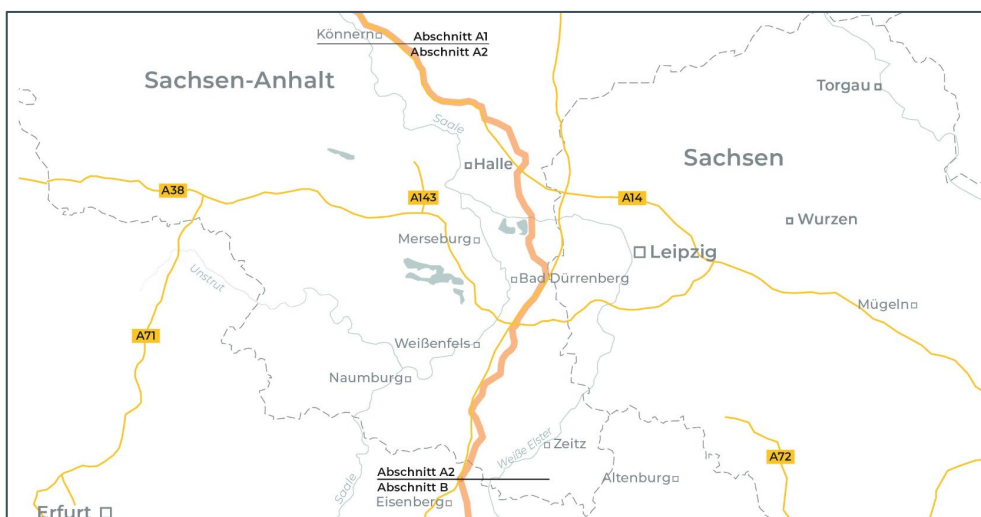 Könnern
Abschnitt A1
Abschnitt A2
Sachsen-Anhalt
Torgau
Saale
Halle
Sachsen
A38
A143
A14
Wurzen
Merseburg
Leipzig
Unstrut
Bad Dürrenberg
Mügeln
A71
Weißenfels
Naumburg
Weiße Elster
Zeitz
A72
Abschnitt A2
Abschnitt B
Saale
Altenburg
Eisenberg
Erfurt